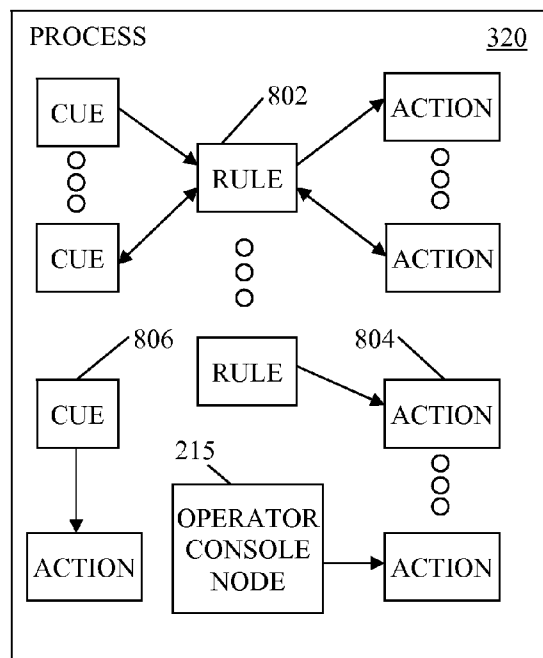 PROCESS 320
802
CUE
ACTION
RULE
CUE
ACTION
806
804
RULE
CUE
ACTION
215
OPERATOR
CONSOLE
NODE
ACTION
ACTION